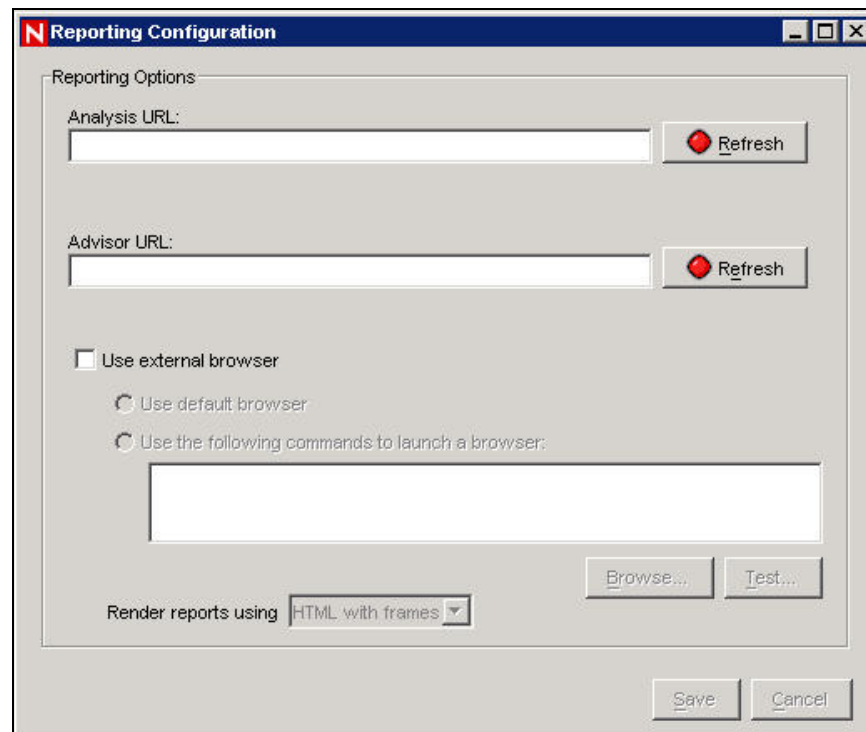 N Reporting Configuration
Reporting Options
Analysis URL:
Refresh
Advisor URL:
Refresh
Use external browser
Use default browser
Use the following commands to launch a browser:
Browse... Test...
Render reports using HTML with frames
Save Cancel